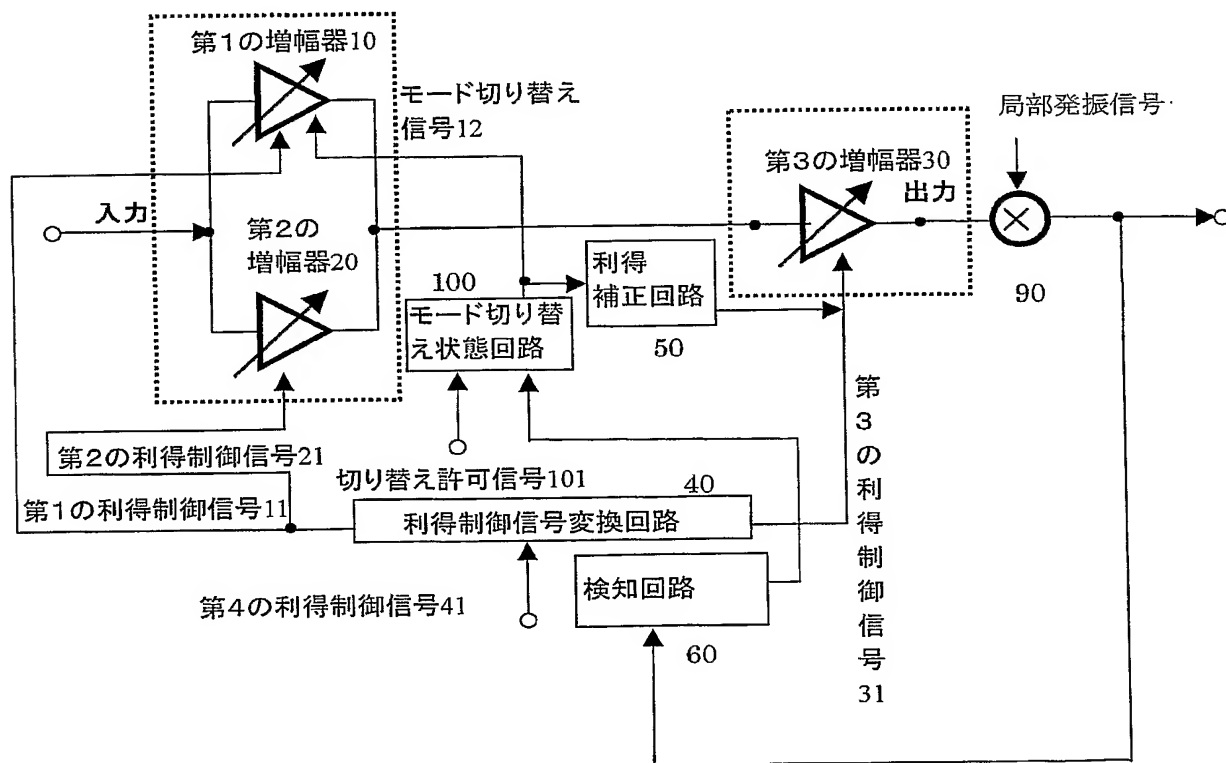 第1の増幅器10
モード切り替え
信号12
局部発振信号
第3の増幅器30
出力
入力
第2の
増幅器20
100
利得
補正回路
90
モード切り替
え状態回路
50
第3の利得制御信号31
第2の利得制御信号21
切り替え許可信号101
40
第1の利得制御信号11
利得制御信号変換回路
検知回路
第4の利得制御信号41
60